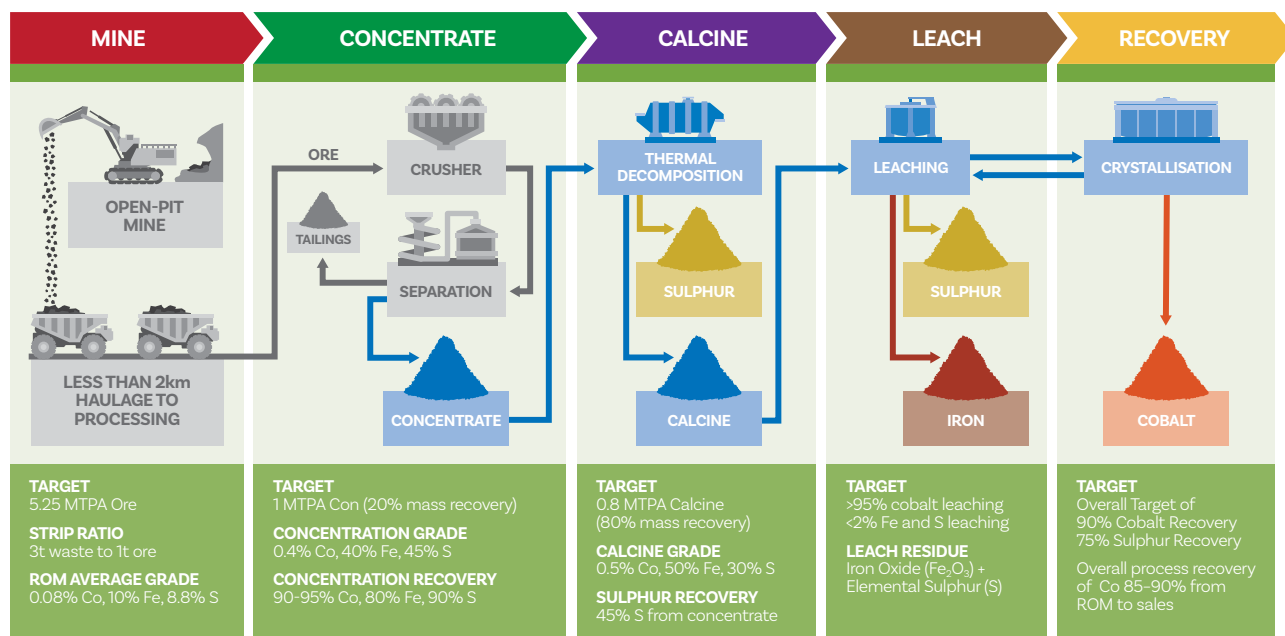 MINE
CONCENTRATE
CALCINE
LEACH
RECOVERY
OPEN-PIT
MINE
LESS THAN 2km
HAULAGE TO
PROCESSING
ORE
CRUSHER
TAILINGS
SEPARATION
CONCENTRATE
THERMAL
DECOMPOSITION
SULPHUR
CALCINE
LEACHING
SULPHUR
IRON
CRYSTALLISATION
COBALT
TARGET
5.25 MTPA Ore
STRIP RATIO
3t waste to 1t ore
ROM AVERAGE GRADE
0.08% Co, 10% Fe, 8.8% S
TARGET
1 MTPA Con (20% mass recovery)
CONCENTRATION GRADE
0.4% Co, 40% Fe, 45% S
CONCENTRATION RECOVERY
90-95% Co, 80% Fe, 90% S
TARGET
0.8 MTPA Calcine
(80% mass recovery)
CALCINE GRADE
0.5% Co, 50% Fe, 30% S
SULPHUR RECOVERY
45% S from concentrate
TARGET
>95% cobalt leaching
<2% Fe and S leaching
LEACH RESIDUE
Iron Oxide (Fe₂O₃) +
Elemental Sulphur (S)
TARGET
Overall Target of
90% Cobalt Recovery
75% Sulphur Recovery
Overall process recovery
of Co 85–90% from
ROM to sales